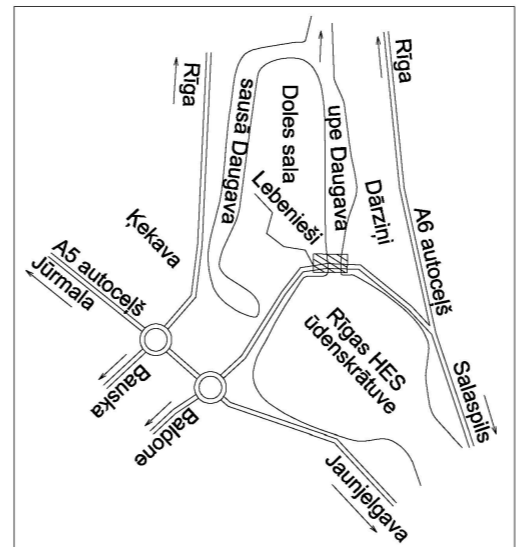 Rīga
Rīga
sausā Daugava
Doles sala
upe Daugava
Dārziņi
A6 autoceļš
Lebenieši
Ķekava
A5 autoceļš
Jūrmala
Rīgas HES
ūdenskrātuve
Salaspils
Bauska
Baldone
Jaunjelgava